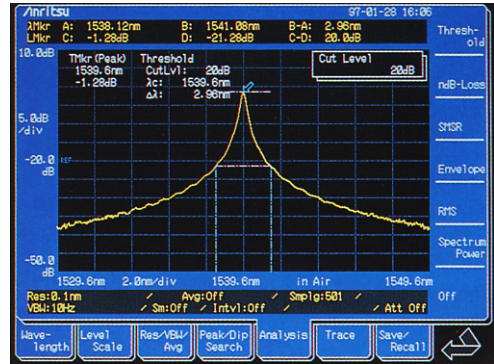 Anritsu 97-01-28 16:06
λMkr A: 1538.12nm B: 1541.08nm B-A: 2.96nm
LMkr C: -1.28dB D: -21.28dB C-D: 20.0dB
Thresh-
old
10.0dB
TMkr(Peak) Threshold
1539.6nm CutLvl: 20dB
-1.28dB λc: 1539.6nm
Δλ: 2.96nm
Cut Level
20dB
ndB-Loss
5.0dB
/div
SMSR
-20.0
dB
REF
Envelope
RMS
Spectrum
Power
-50.0
dB
1529.6nm 2.0nm/div 1539.6nm in Air 1549.6nm
Res:0.1nm / Avg:Off / Smplg:501 /
VBW:10Hz / Sm:Off / Intvl:Off / / Att Off
Off
Wave-
length
Level
Scale
Res/VBW/
Avg
Peak/Dip
Search
Analysis
Trace
Save/
Recall